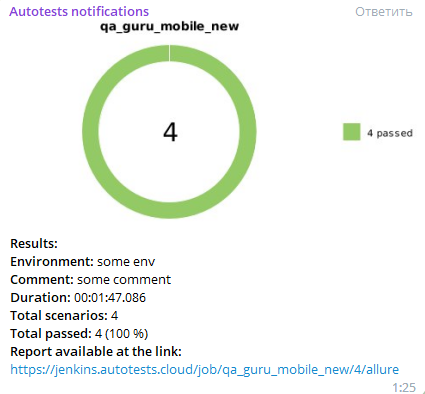 Autotests notifications
Ответить
qa_guru_mobile_new
4
4 passed
Results:
Environment: some env
Comment: some comment
Duration: 00:01:47.086
Total scenarios: 4
Total passed: 4 (100 %)
Report available at the link:
https://jenkins.autotests.cloud/job/qa_guru_mobile_new/4/allure
1:25